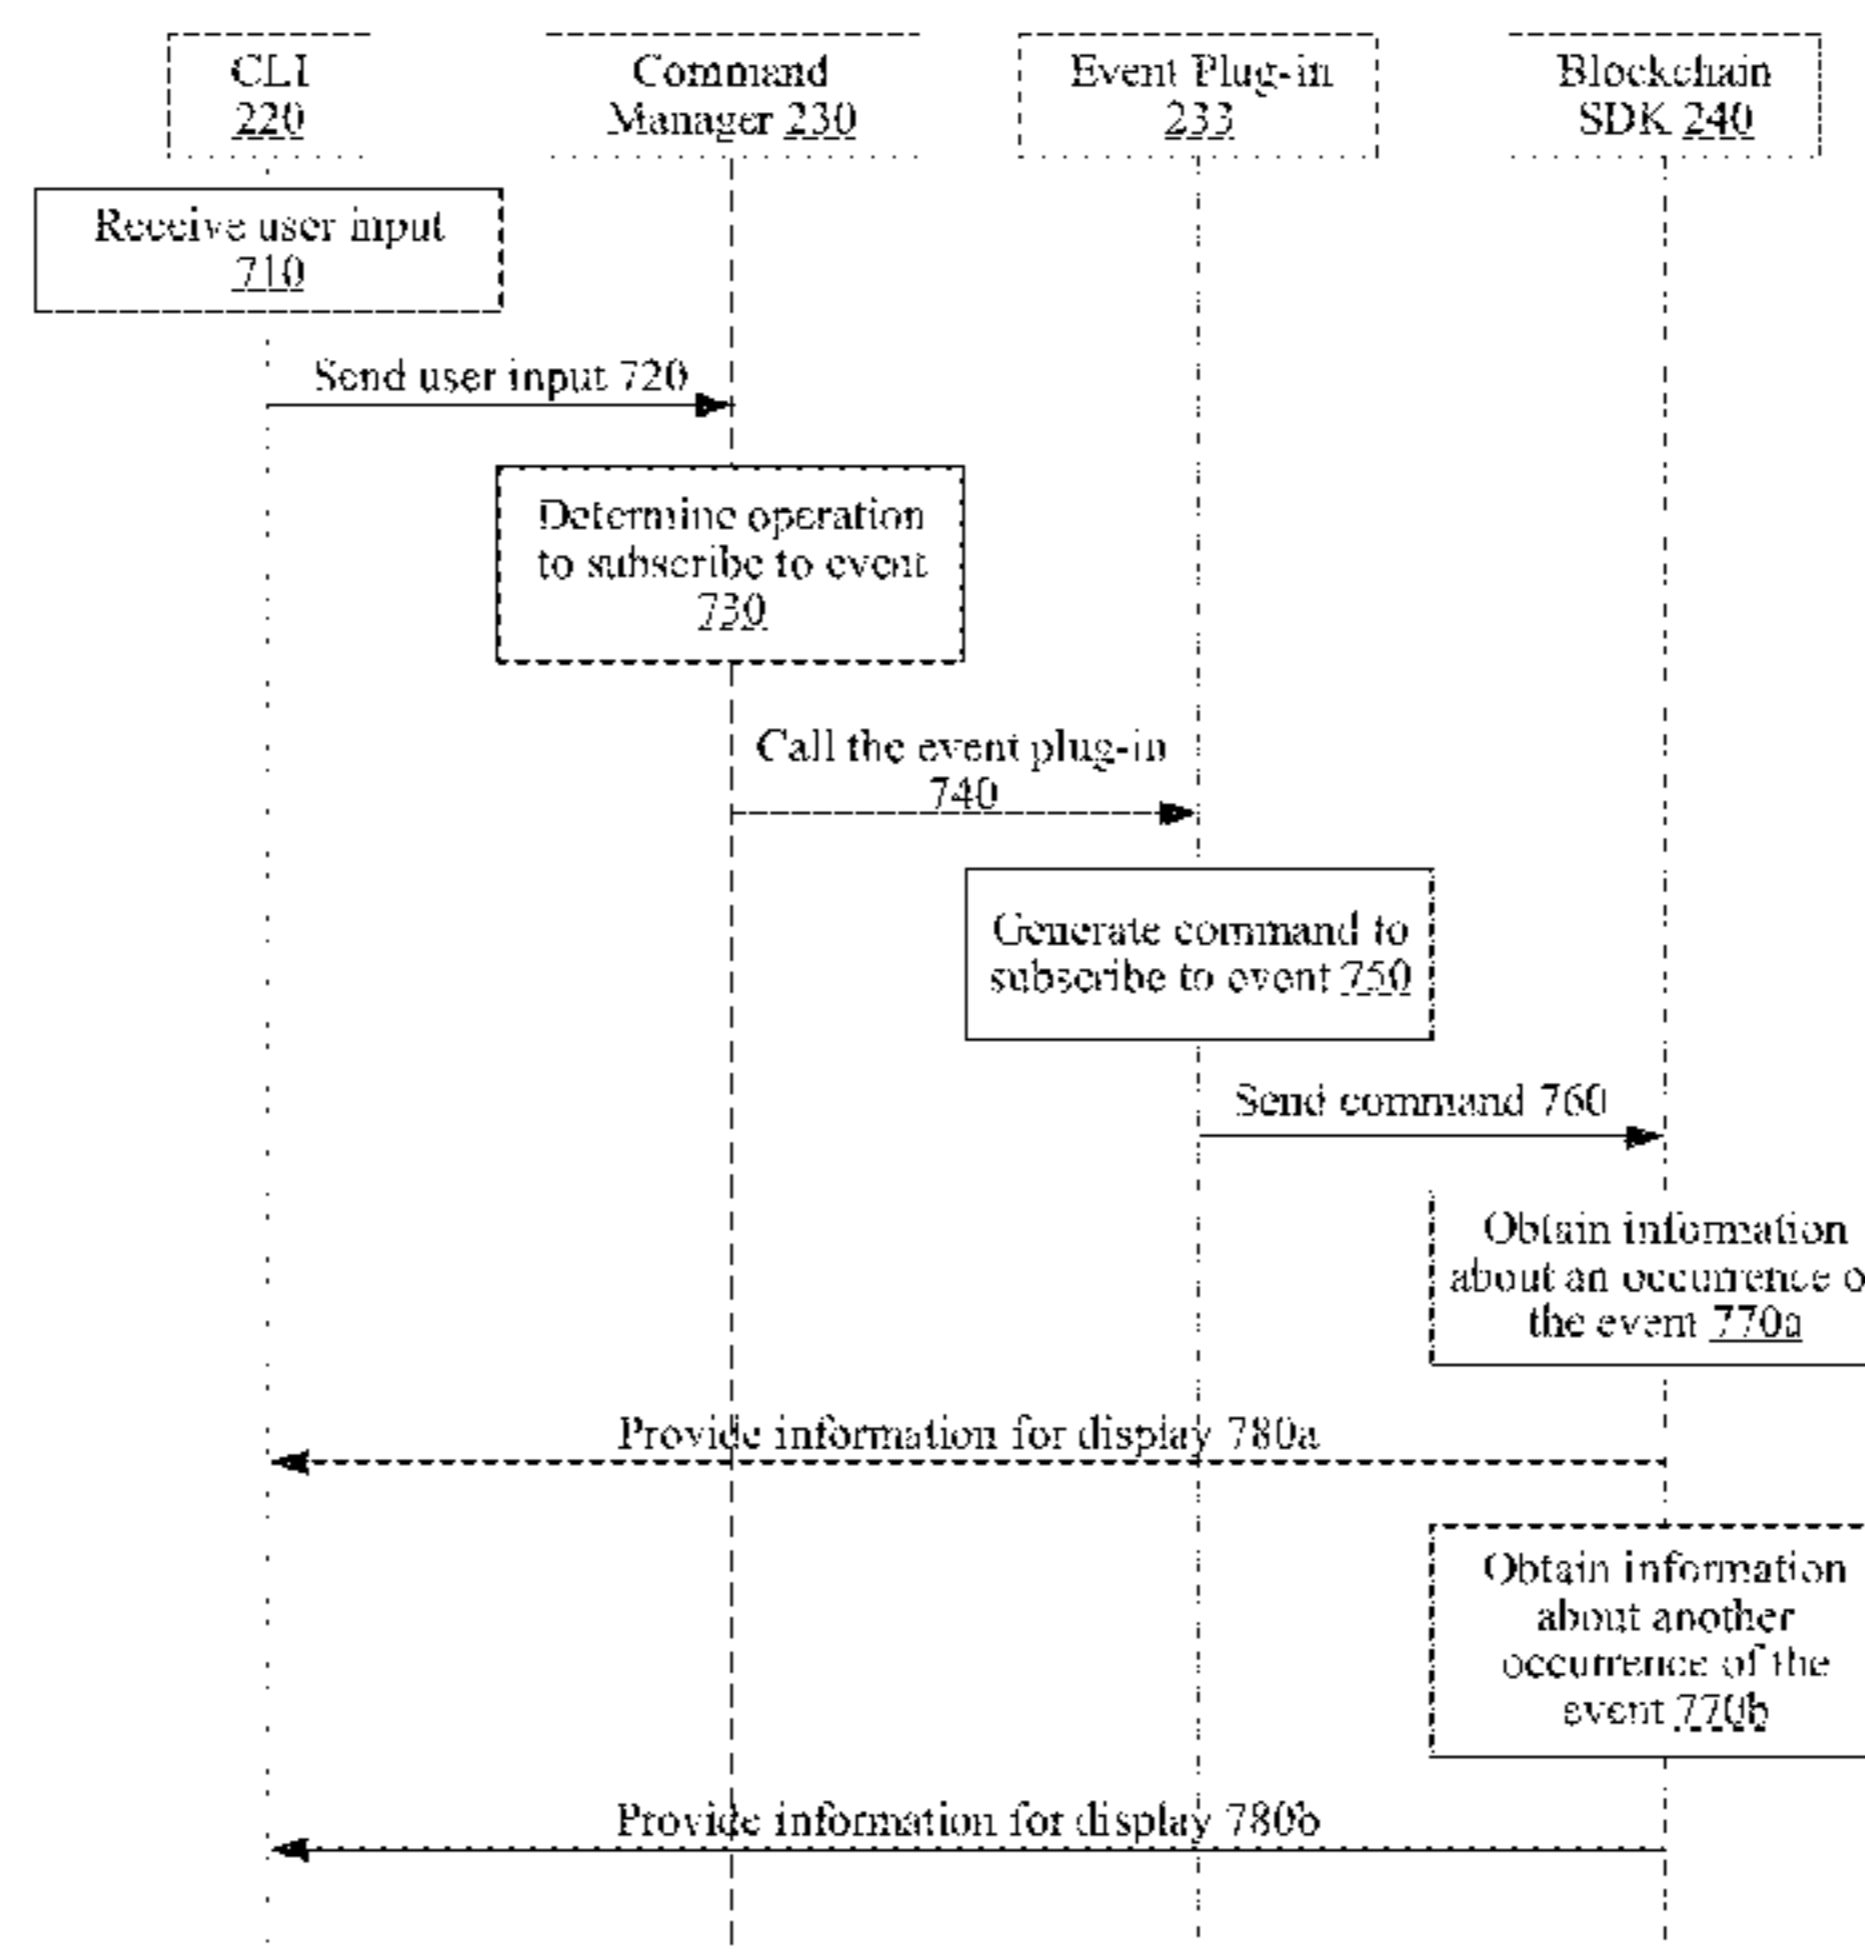 CLI
220
Command
Manager 230
Event Plug-in
233
Blockchain
SDK 240
Receive user input
710
Send user input 720
Determine operation
to subscribe to event
730
Call the event plug-in
740
Generate command to
subscribe to event 750
Send command 760
Obtain information
about an occurrence o
the event 770a
Provide information for display 780a
Obtain information
about another
occurrence of the
event 770b
Provide information for display 780b